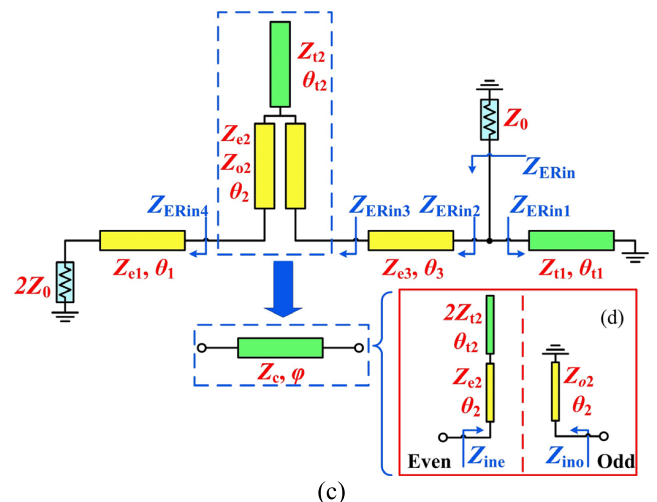 Z_t2
θ_t2
Z_e2
Z_o2
θ_2
Z_0
Z_ERin
Z_ERin4
Z_ERin3
Z_ERin2
Z_ERin1
2Z_0
Z_e1, θ_1
Z_e3, θ_3
Z_t1, θ_t1
Z_c, φ
(d)
2Z_t2
θ_t2
Z_e2
θ_2
Z_o2
θ_2
Even
Z_ine
Z_ino
Odd
(c)